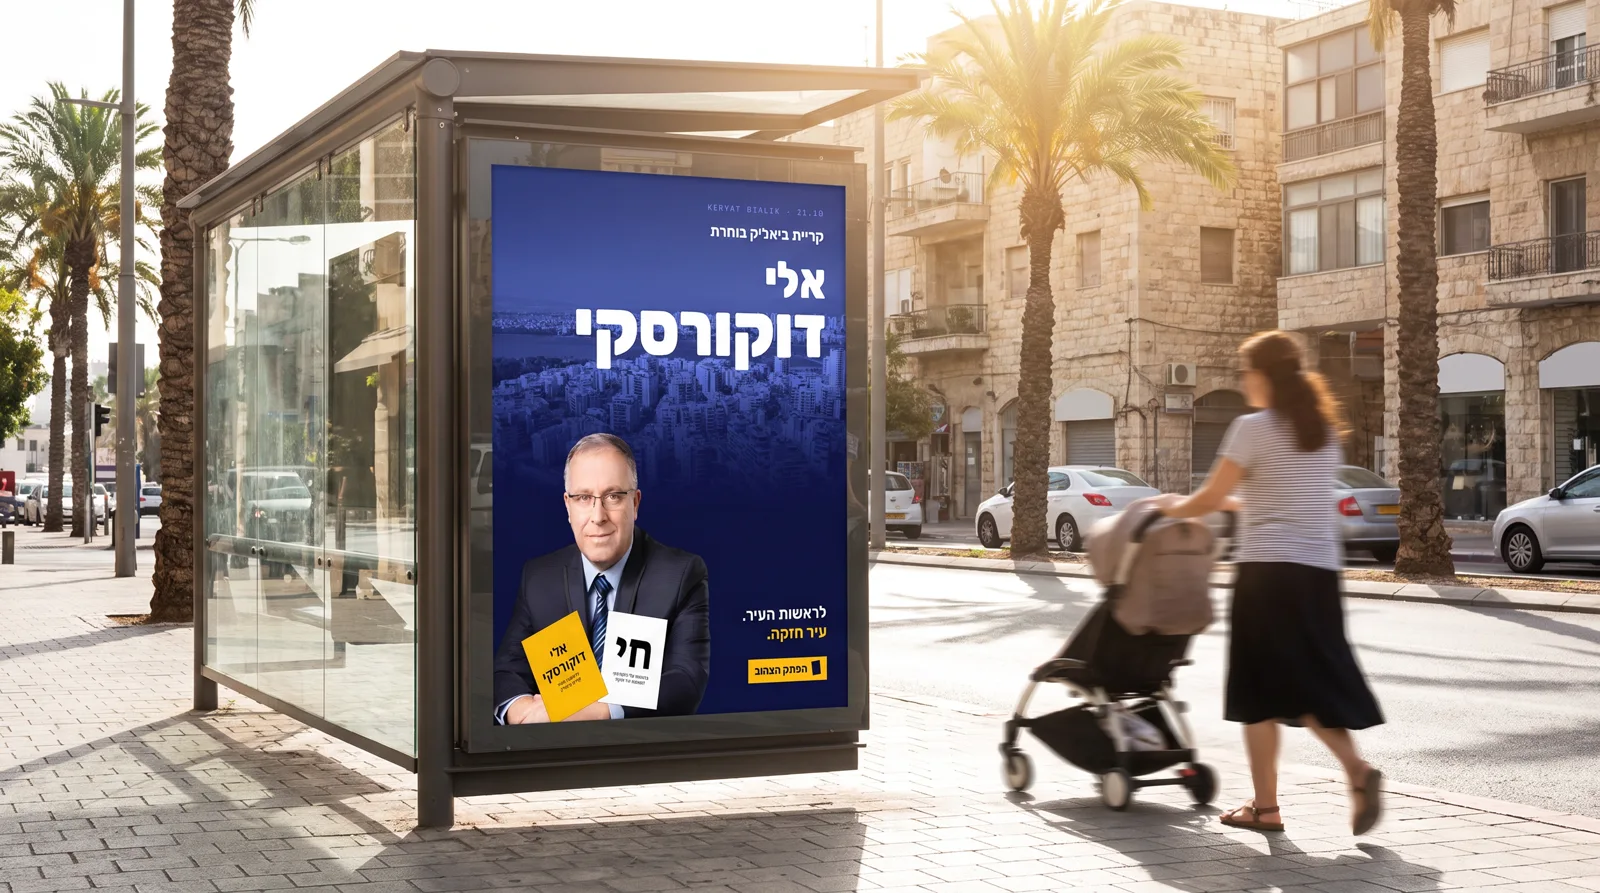 KERYAT BIALIK · 21.10
קריית ביאליק בוחרת
אלי
דוקורסקי
לראשות העיר.
עיר חזקה.
הפתק הצהוב
אלי
דוקורסקי
חי